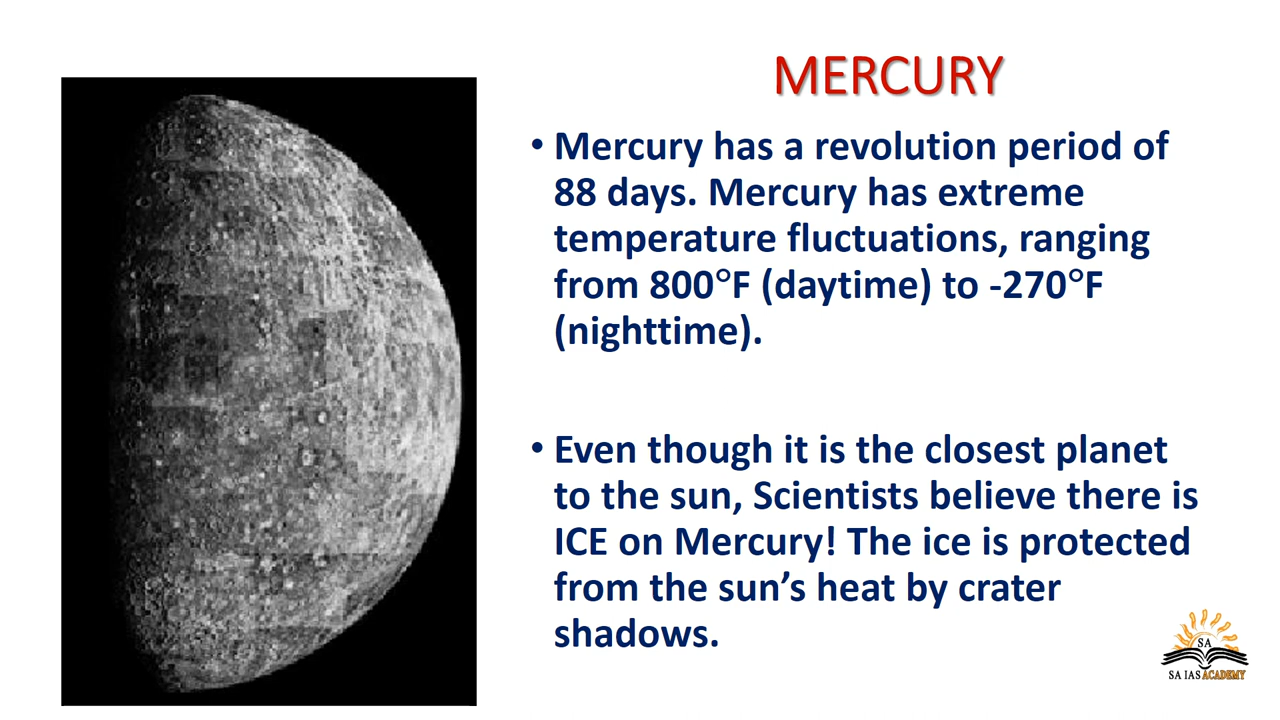 MERCURY
• Mercury has a revolution period of
88 days. Mercury has extreme
temperature fluctuations, ranging
from 800°F (daytime) to -270°F
(nighttime).
• Even though it is the closest planet
to the sun, Scientists believe there is
ICE on Mercury! The ice is protected
from the sun’s heat by crater
shadows.
SA
SA IAS ACADEMY